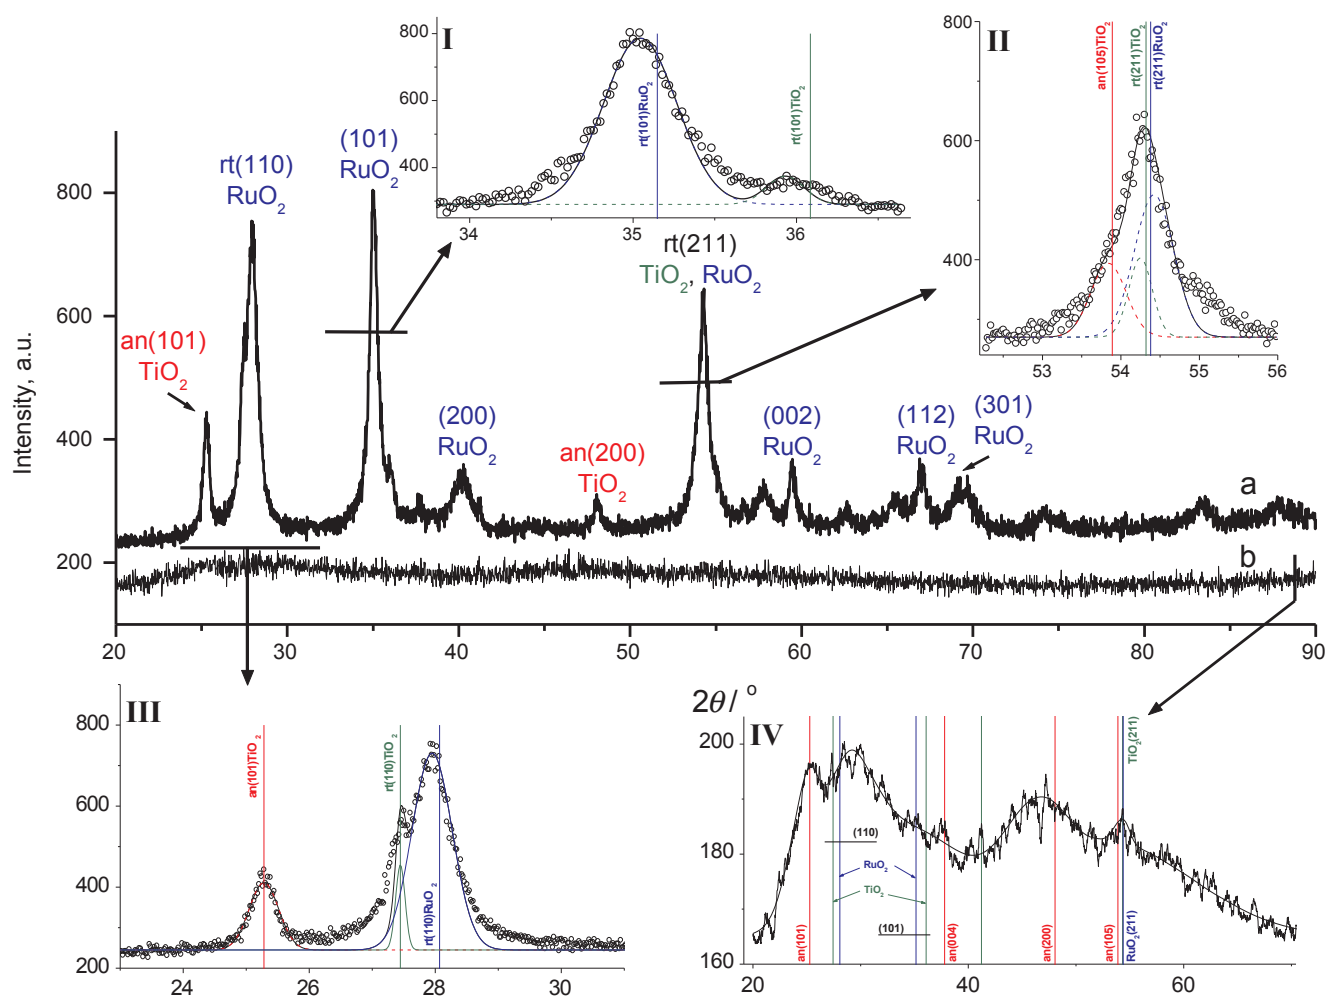 I
800
600
400
34
35
36
rt(101)RuO₂
rt(101)TiO₂
II
800
600
400
53
54
55
56
an(105)TiO₂
rt(211)TiO₂
rt(211)RuO₂
Intensity, a.u.
800
600
400
200
an(101)
TiO₂
rt(110)
RuO₂
(101)
RuO₂
(200)
RuO₂
an(200)
TiO₂
rt(211)
TiO₂, RuO₂
(002)
RuO₂
(112)
RuO₂
(301)
RuO₂
a
b
20
30
40
50
60
70
80
90
2θ/ °
III
800
600
400
200
24
26
28
30
an(101)TiO₂
rt(110)TiO₂
rt(110)RuO₂
IV
200
180
160
20
40
60
(110)
RuO₂
TiO₂
(101)
an(101)
an(004)
an(200)
an(105)
RuO₂(211)
TiO₂(211)